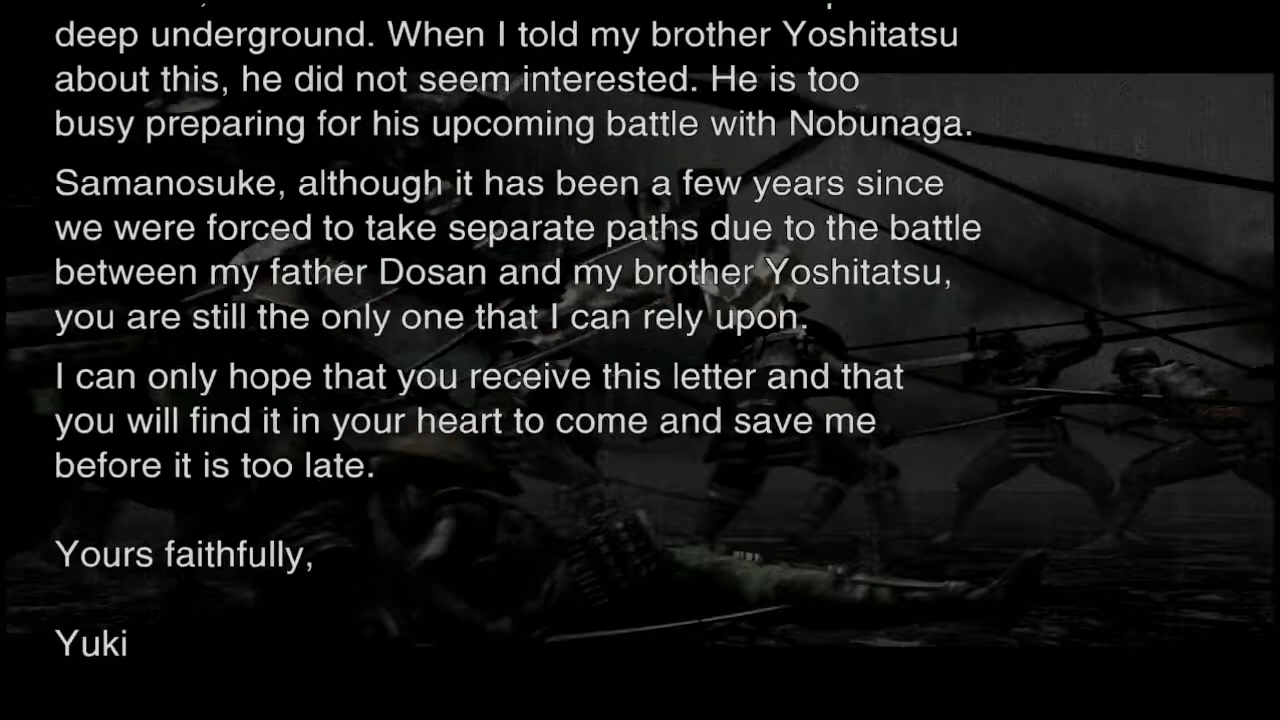 deep underground. When I told my brother Yoshitatsu
about this, he did not seem interested. He is too
busy preparing for his upcoming battle with Nobunaga.
Samanosuke, although it has been a few years since
we were forced to take separate paths due to the battle
between my father Dosan and my brother Yoshitatsu,
you are still the only one that I can rely upon.
I can only hope that you receive this letter and that
you will find it in your heart to come and save me
before it is too late.
Yours faithfully,
Yuki